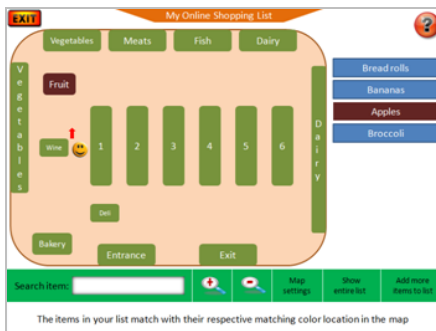 EXIT
My Online Shopping List
?
Vegetables
Meats
Fish
Dairy
Vegetables
Fruit
Dairy
Bread rolls
Bananas
Apples
Broccoli
Wine
1
2
3
4
5
6
Deli
Bakery
Entrance
Exit
Search item:
Map
settings
Show
entire list
Add more
items to list
The items in your list match with their respective matching color location in the map